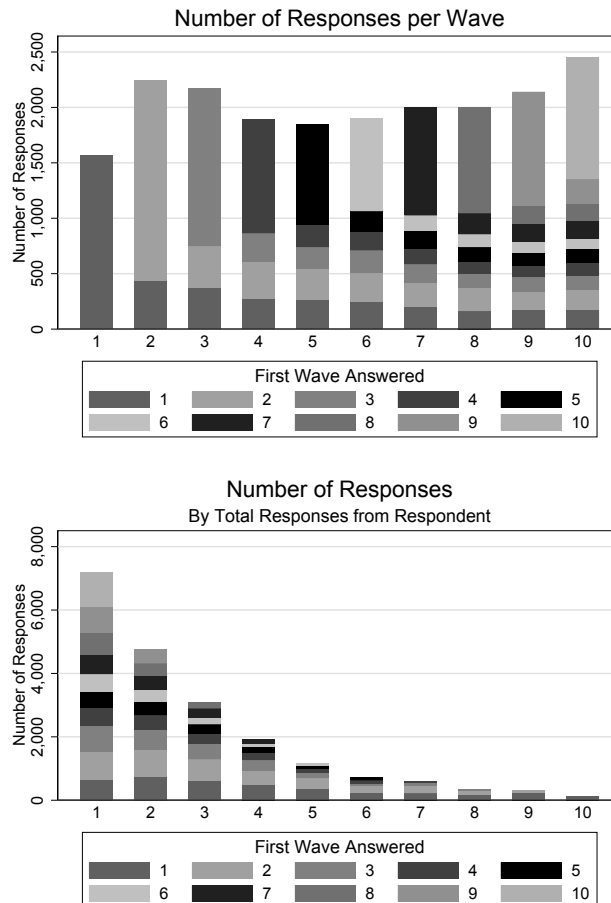 Number of Responses per Wave
Number of Responses
2,500
2,000
1,500
1,000
500
0
1 2 3 4 5 6 7 8 9 10
First Wave Answered
1 2 3 4 5
6 7 8 9 10
Number of Responses
By Total Responses from Respondent
Number of Responses
8,000
6,000
4,000
2,000
0
1 2 3 4 5 6 7 8 9 10
First Wave Answered
1 2 3 4 5
6 7 8 9 10